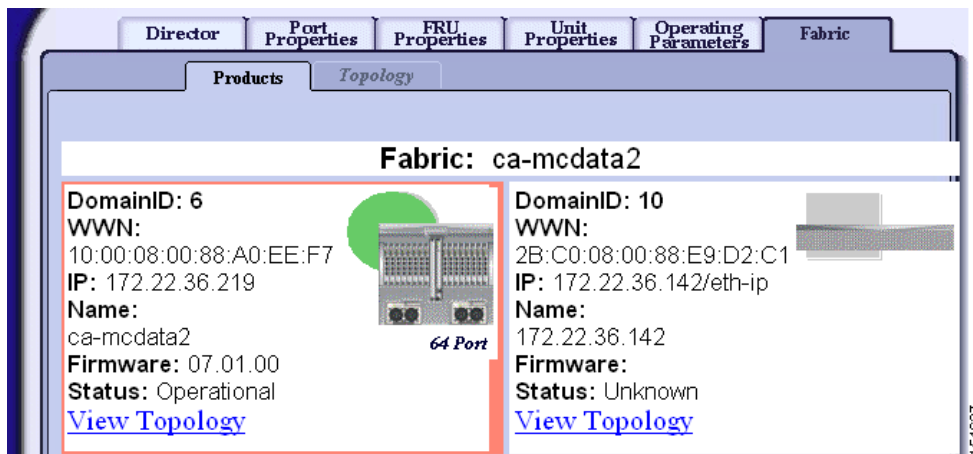 Director
Port Properties
FRU Properties
Unit Properties
Operating Parameters
Fabric
Products
Topology
Fabric: ca-mcdata2
DomainID: 6
WWN:
10:00:08:00:88:A0:EE:F7
IP: 172.22.36.219
Name:
ca-mcdata2
64 Port
Firmware: 07.01.00
Status: Operational
View Topology
DomainID: 10
WWN:
2B:C0:08:00:88:E9:D2:C1
IP: 172.22.36.142/eth-ip
Name:
172.22.36.142
Firmware:
Status: Unknown
View Topology